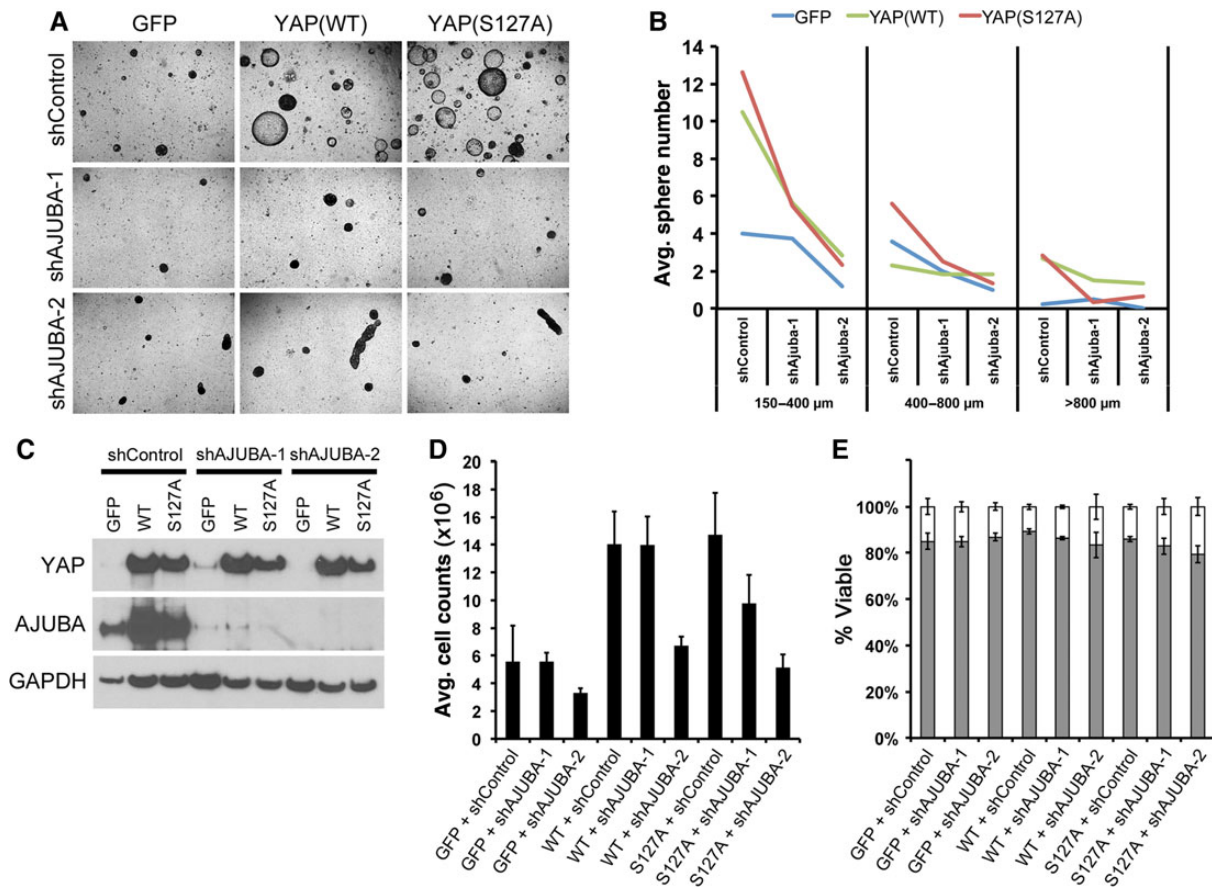 A
GFP
YAP(WT)
YAP(S127A)
shControl
shAJUBA-1
shAJUBA-2
B
GFP
YAP(WT)
YAP(S127A)
Avg. sphere number
14
12
10
8
6
4
2
0
shControl
shAjuba-1
shAjuba-2
shControl
shAjuba-1
shAjuba-2
shControl
shAjuba-1
shAjuba-2
150–400 µm
400–800 µm
>800 µm
C
shControl
shAJUBA-1
shAJUBA-2
GFP
WT
S127A
GFP
WT
S127A
GFP
WT
S127A
YAP
AJUBA
GAPDH
D
Avg. cell counts (x10⁶)
20
18
16
14
12
10
8
6
4
2
0
GFP + shControl
GFP + shAJUBA-1
GFP + shAJUBA-2
WT + shControl
WT + shAJUBA-1
WT + shAJUBA-2
S127A + shControl
S127A + shAJUBA-1
S127A + shAJUBA-2
E
% Viable
100%
80%
60%
40%
20%
0%
GFP + shControl
GFP + shAJUBA-1
GFP + shAJUBA-2
WT + shControl
WT + shAJUBA-1
WT + shAJUBA-2
S127A + shControl
S127A + shAJUBA-1
S127A + shAJUBA-2